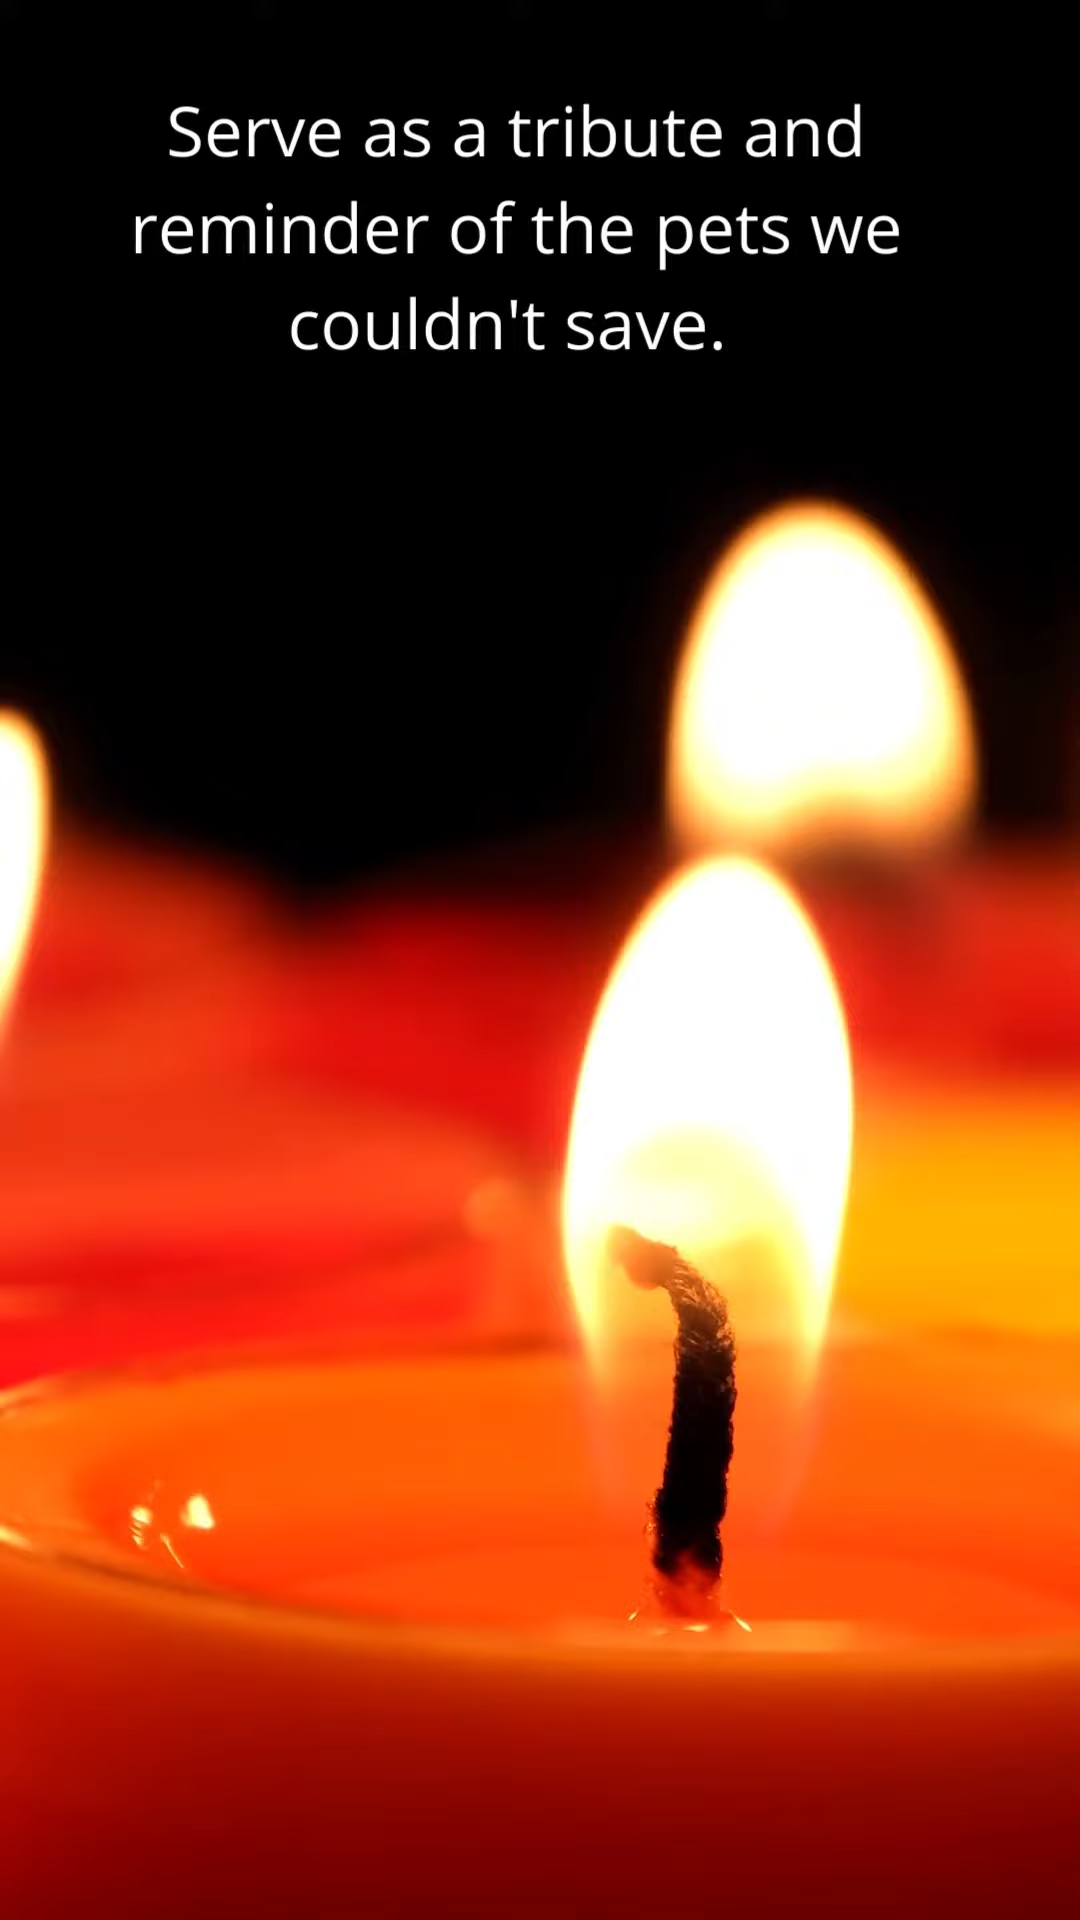 Serve as a tribute and
reminder of the pets we
couldn't save.